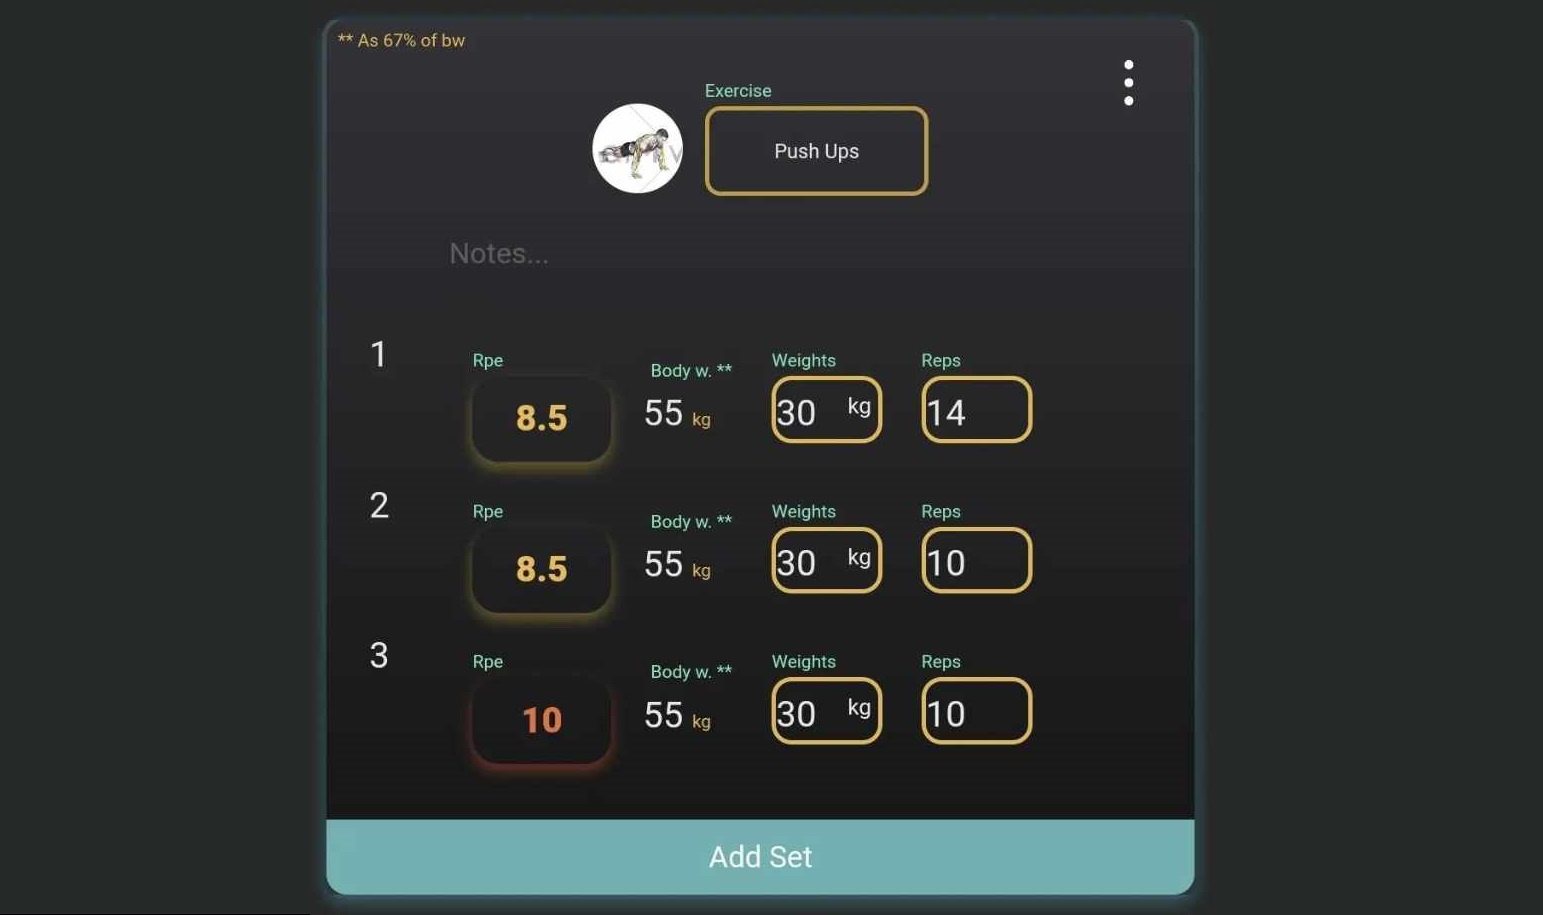 ** As 67% of bw
Exercise
Push Ups
Notes...
1
Rpe
8.5
Body w. **
55 kg
Weights
30 kg
Reps
14
2
Rpe
8.5
Body w. **
55 kg
Weights
30 kg
Reps
10
3
Rpe
10
Body w. **
55 kg
Weights
30 kg
Reps
10
Add Set